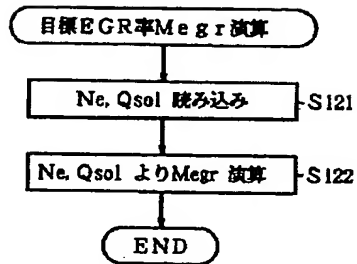 目標EGR率Megr演算
Ne, Qsol 読み込み
S121
Ne, Qsol よりMegr 演算
S122
END